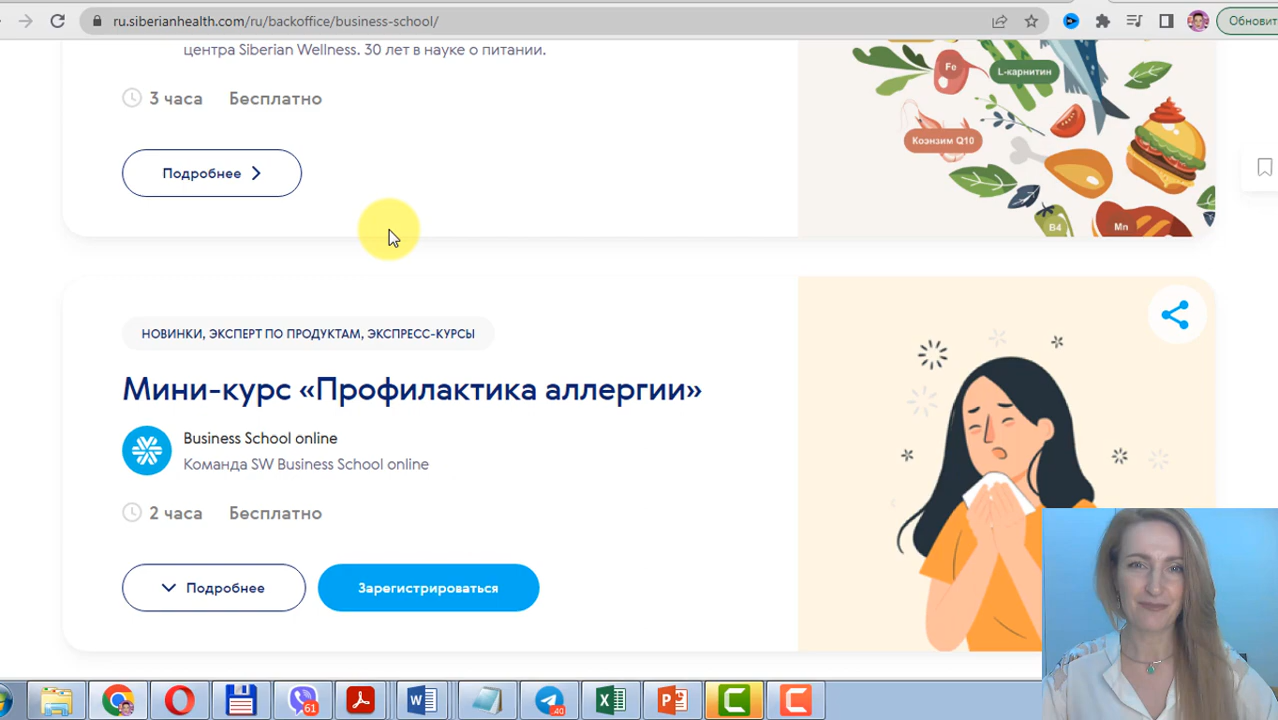 ru.siberianhealth.com/ru/backoffice/business-school/
Обновит
центра Siberian Wellness. 30 лет в науке о питании.
3 часа Бесплатно
Подробнее
Fe
L-карнитин
Коэнзим Q10
B4
Mn
НОВИНКИ, ЭКСПЕРТ ПО ПРОДУКТАМ, ЭКСПРЕСС-КУРСЫ
Мини-курс «Профилактика аллергии»
Business School online
Команда SW Business School online
2 часа Бесплатно
Подробнее
Зарегистрироваться
61
40